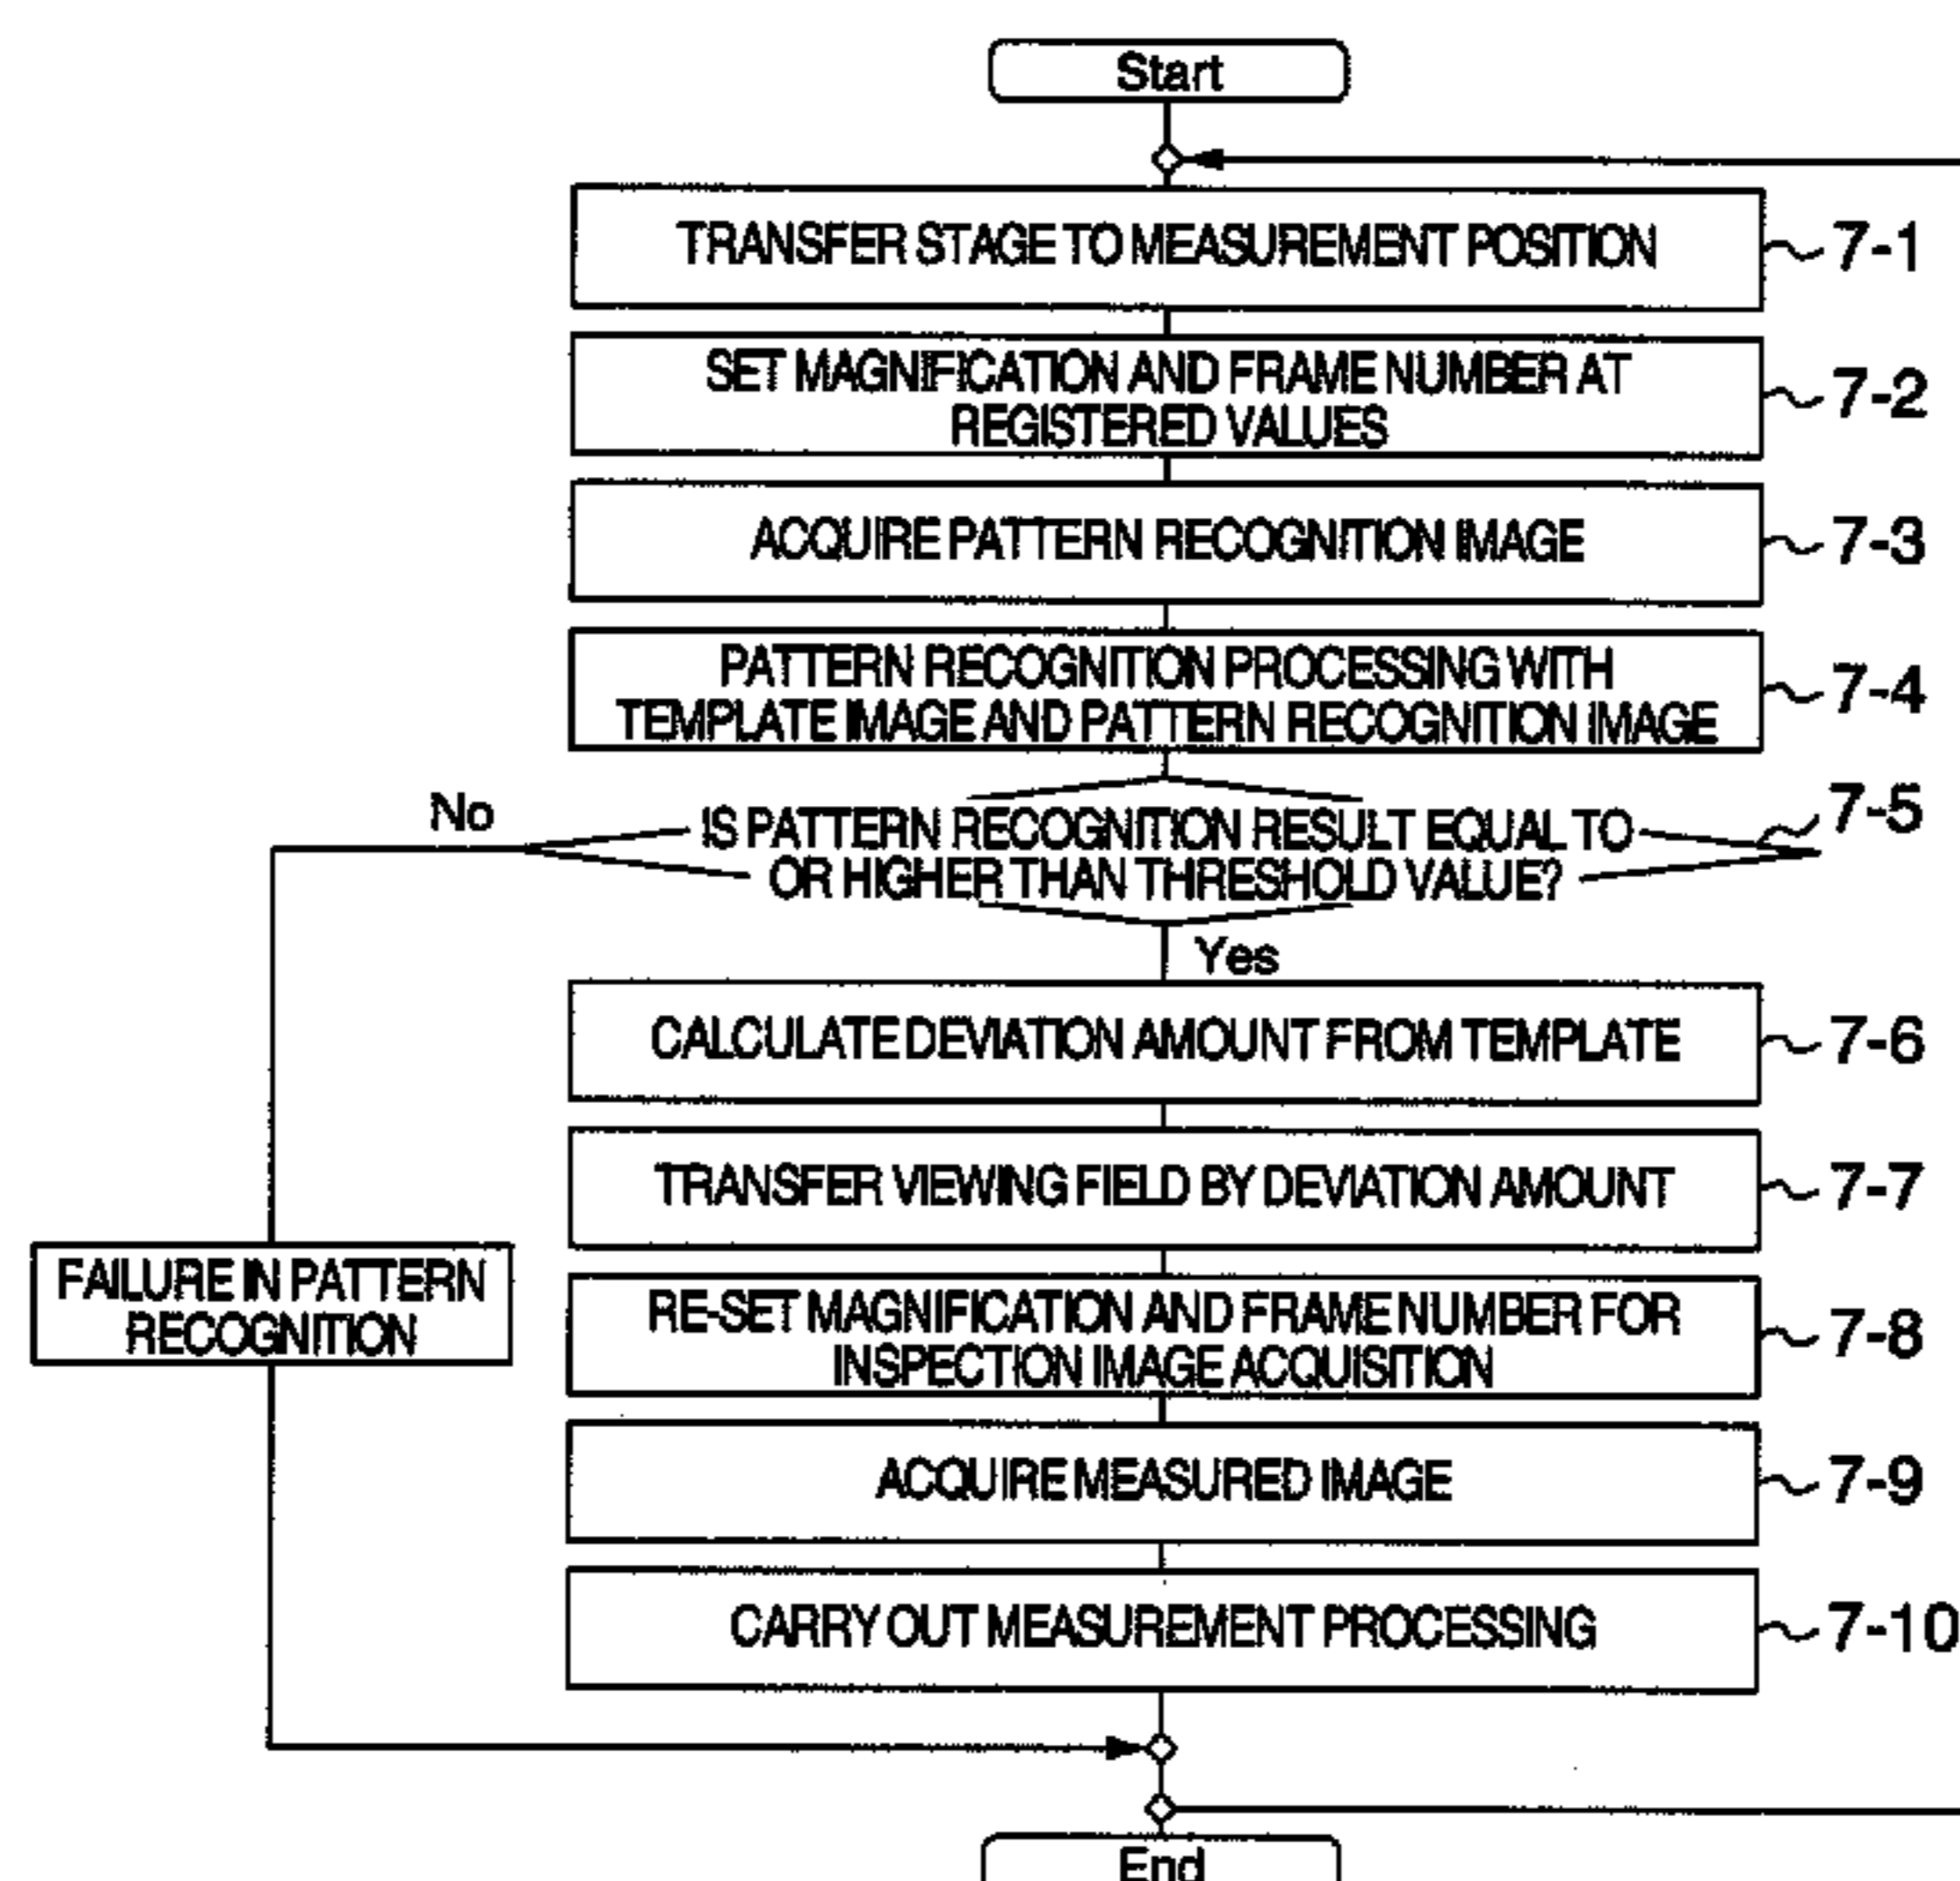 Start
TRANSFER STAGE TO MEASUREMENT POSITION
7-1
SET MAGNIFICATION AND FRAME NUMBER AT
REGISTERED VALUES
7-2
ACQUIRE PATTERN RECOGNITION IMAGE
7-3
PATTERN RECOGNITION PROCESSING WITH
TEMPLATE IMAGE AND PATTERN RECOGNITION IMAGE
7-4
No
IS PATTERN RECOGNITION RESULT EQUAL TO
OR HIGHER THAN THRESHOLD VALUE?
7-5
Yes
CALCULATE DEVIATION AMOUNT FROM TEMPLATE
7-6
TRANSFER VIEWING FIELD BY DEVIATION AMOUNT
7-7
FAILURE IN PATTERN
RECOGNITION
RE-SET MAGNIFICATION AND FRAME NUMBER FOR
INSPECTION IMAGE ACQUISITION
7-8
ACQUIRE MEASURED IMAGE
7-9
CARRY OUT MEASUREMENT PROCESSING
7-10
End